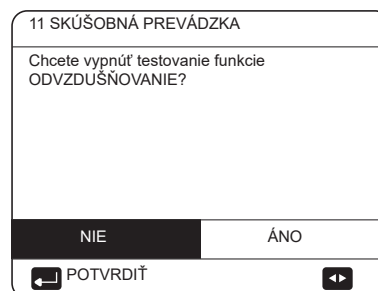 11 SKÚŠOBNÁ PREVÁDZKA
Chcete vypnúť testovanie funkcie
ODVZDUŠŇOVANIE?
NIE
ÁNO
POTVRDIŤ